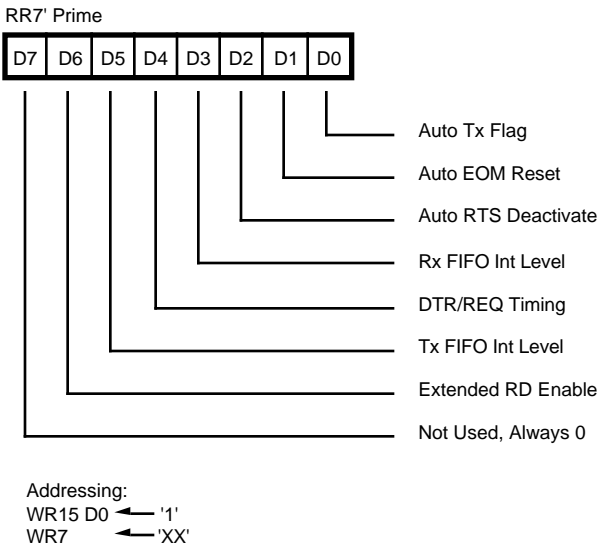 RR7' Prime
D7 D6 D5 D4 D3 D2 D1 D0
Auto Tx Flag
Auto EOM Reset
Auto RTS Deactivate
Rx FIFO Int Level
DTR/REQ Timing
Tx FIFO Int Level
Extended RD Enable
Not Used, Always 0
Addressing:
WR15 D0 '1'
WR7 'XX'